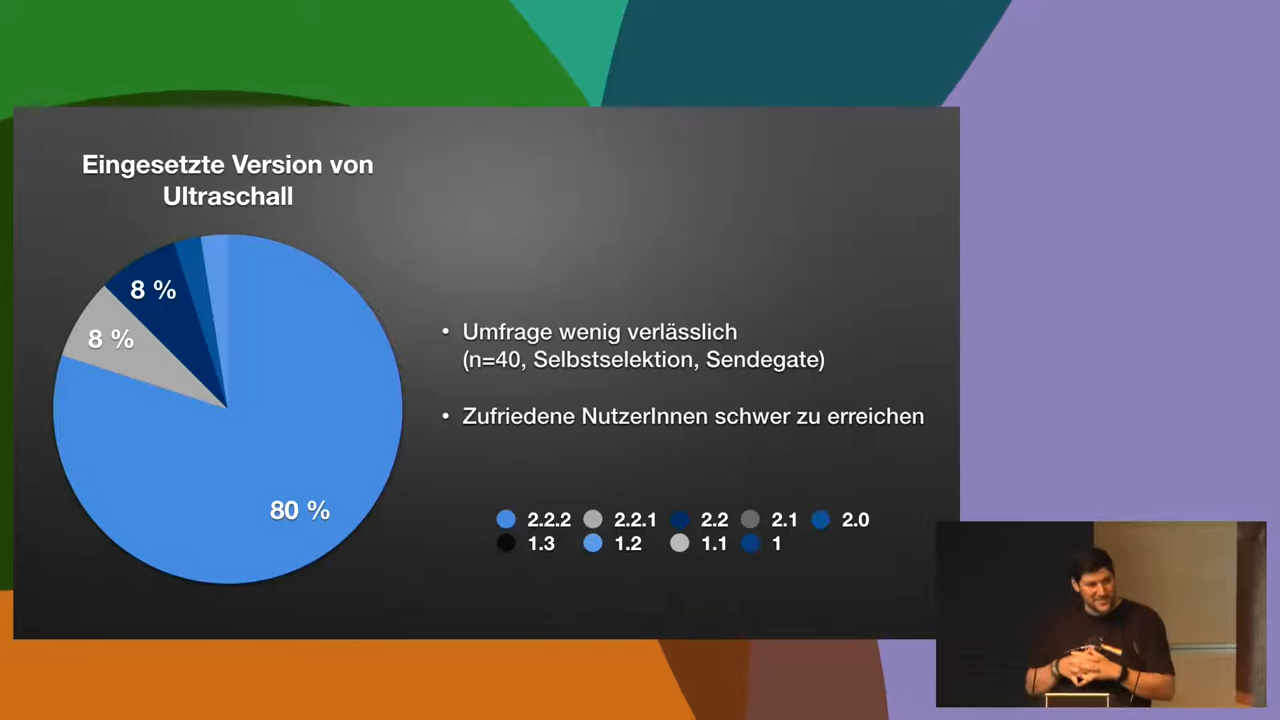 Eingesetzte Version von
Ultraschall
8 %
8 %
80 %
• Umfrage wenig verlässlich
(n=40, Selbstselektion, Sendegate)
• Zufriedene NutzerInnen schwer zu erreichen
2.2.2 2.2.1 2.2 2.1 2.0
1.3 1.2 1.1 1